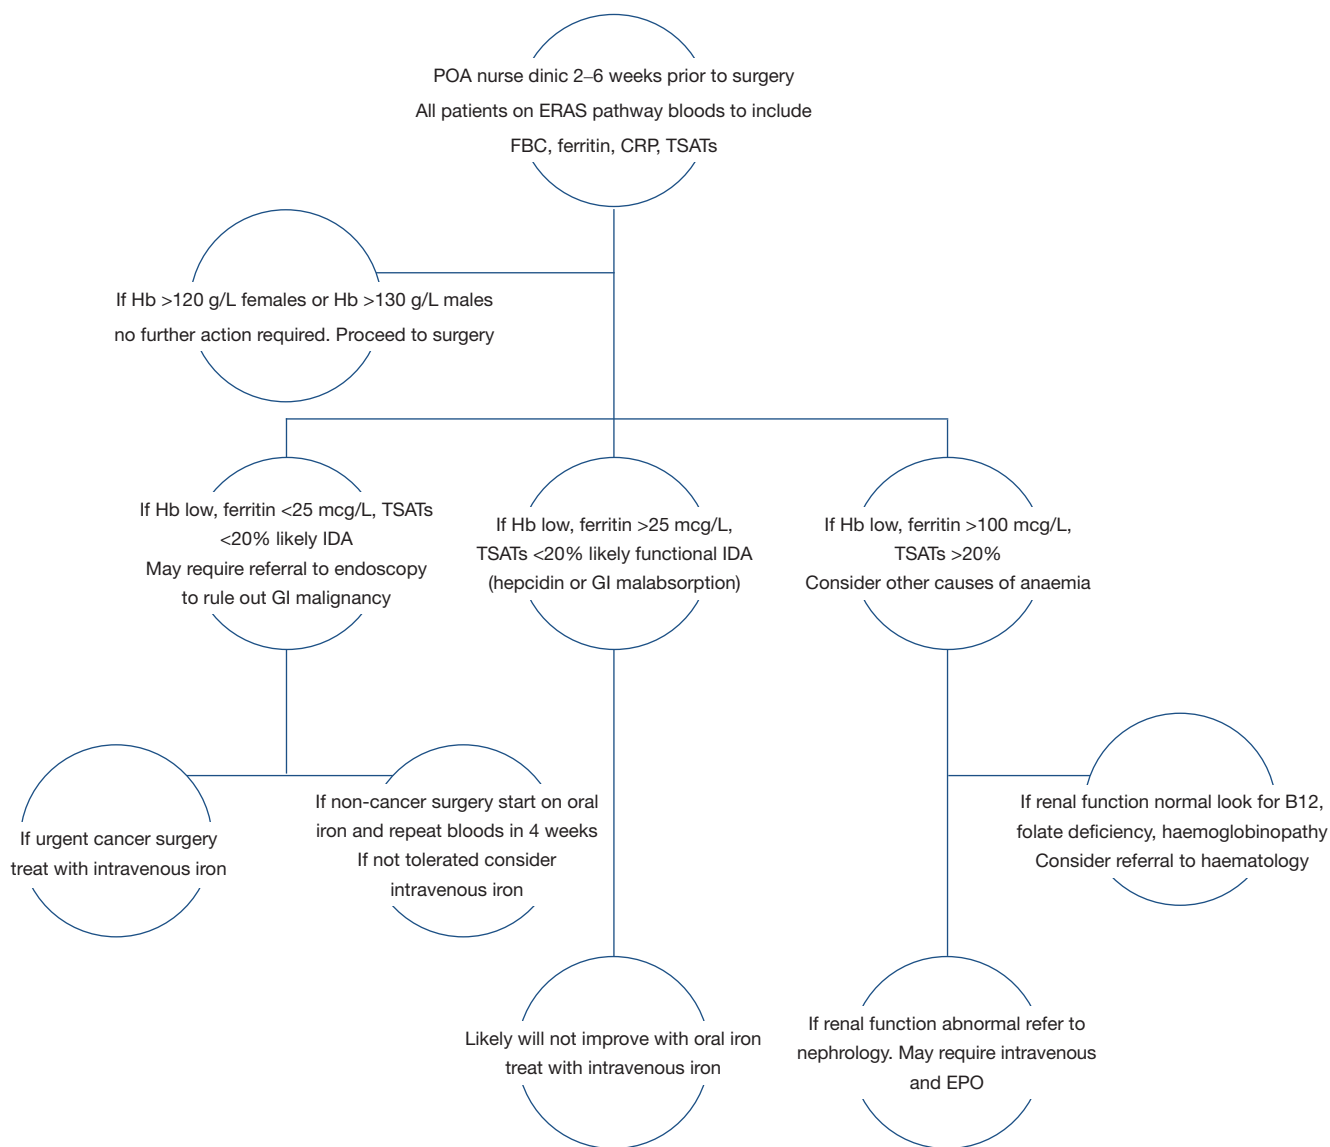 POA nurse dinic 2–6 weeks prior to surgery
All patients on ERAS pathway bloods to include
FBC, ferritin, CRP, TSATs
If Hb >120 g/L females or Hb >130 g/L males
no further action required. Proceed to surgery
If Hb low, ferritin <25 mcg/L, TSATs
<20% likely IDA
May require referral to endoscopy
to rule out GI malignancy
If Hb low, ferritin >25 mcg/L,
TSATs <20% likely functional IDA
(hepcidin or GI malabsorption)
If Hb low, ferritin >100 mcg/L,
TSATs >20%
Consider other causes of anaemia
If urgent cancer surgery
treat with intravenous iron
If non-cancer surgery start on oral
iron and repeat bloods in 4 weeks
If not tolerated consider
intravenous iron
If renal function normal look for B12,
folate deficiency, haemoglobinopathy
Consider referral to haematology
Likely will not improve with oral iron
treat with intravenous iron
If renal function abnormal refer to
nephrology. May require intravenous
and EPO